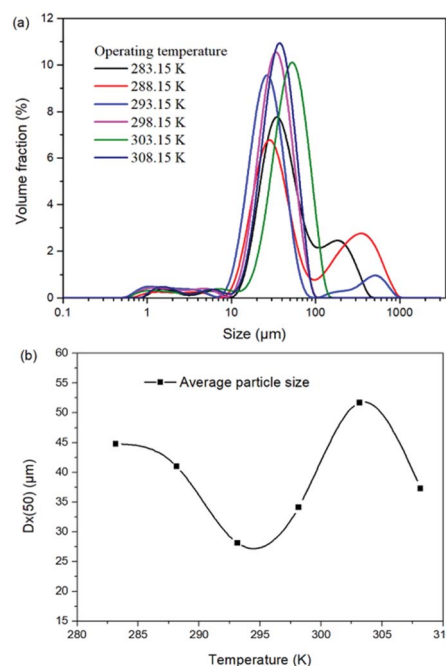 (a)
12
10
8
6
4
2
0
Volume fraction (%)
Operating temperature
283.15 K
288.15 K
293.15 K
298.15 K
303.15 K
308.15 K
0.1 1 10 100 1000
Size (µm)
(b)
60
55
50
45
40
35
30
25
20
15
Dx(50) (µm)
Average particle size
280 285 290 295 300 305 31
Temperature (K)